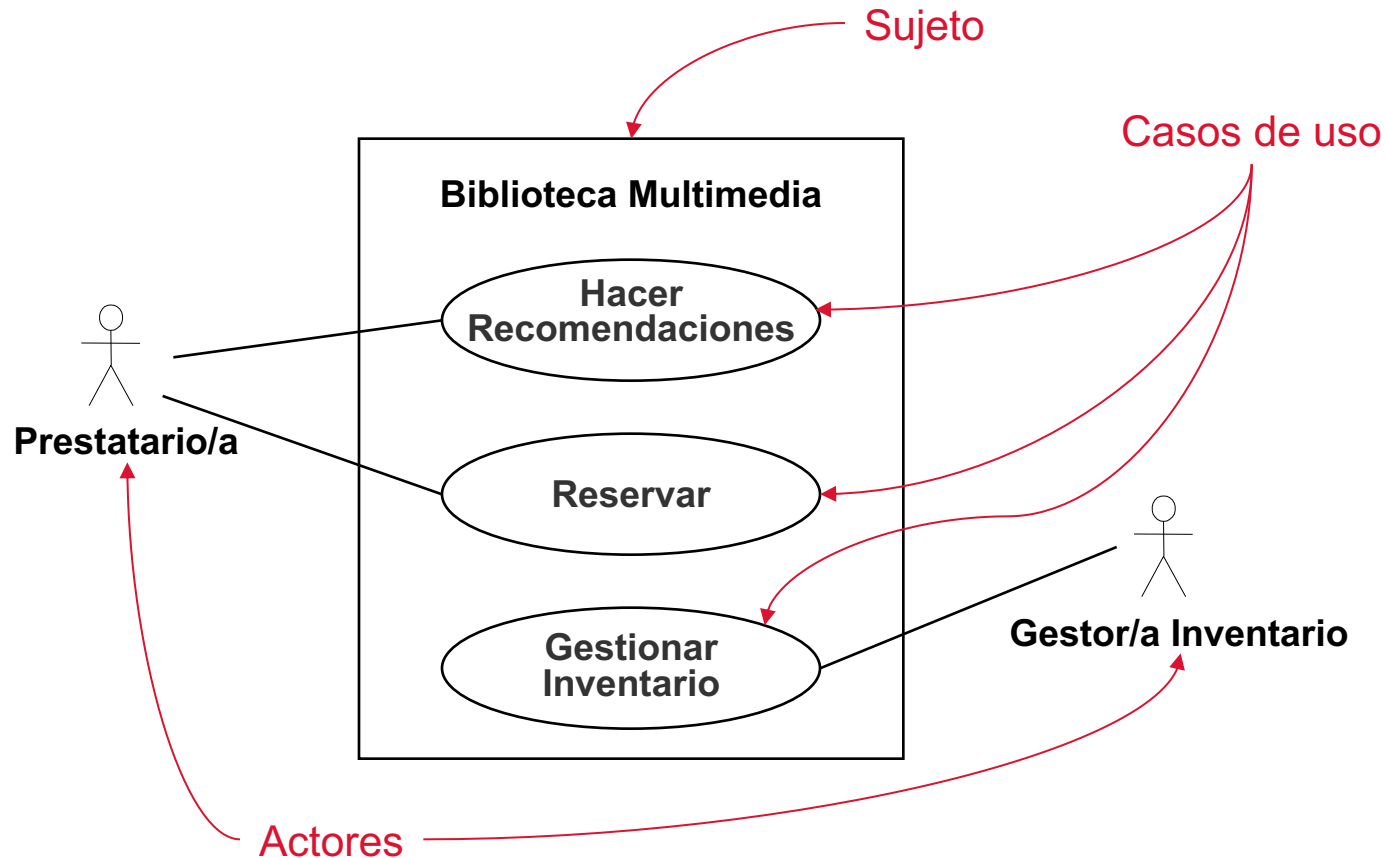 Sujeto
Casos de uso
Biblioteca Multimedia
Hacer
Recomendaciones
Prestatario/a
Reservar
Gestor/a Inventario
Gestionar
Inventario
Actores